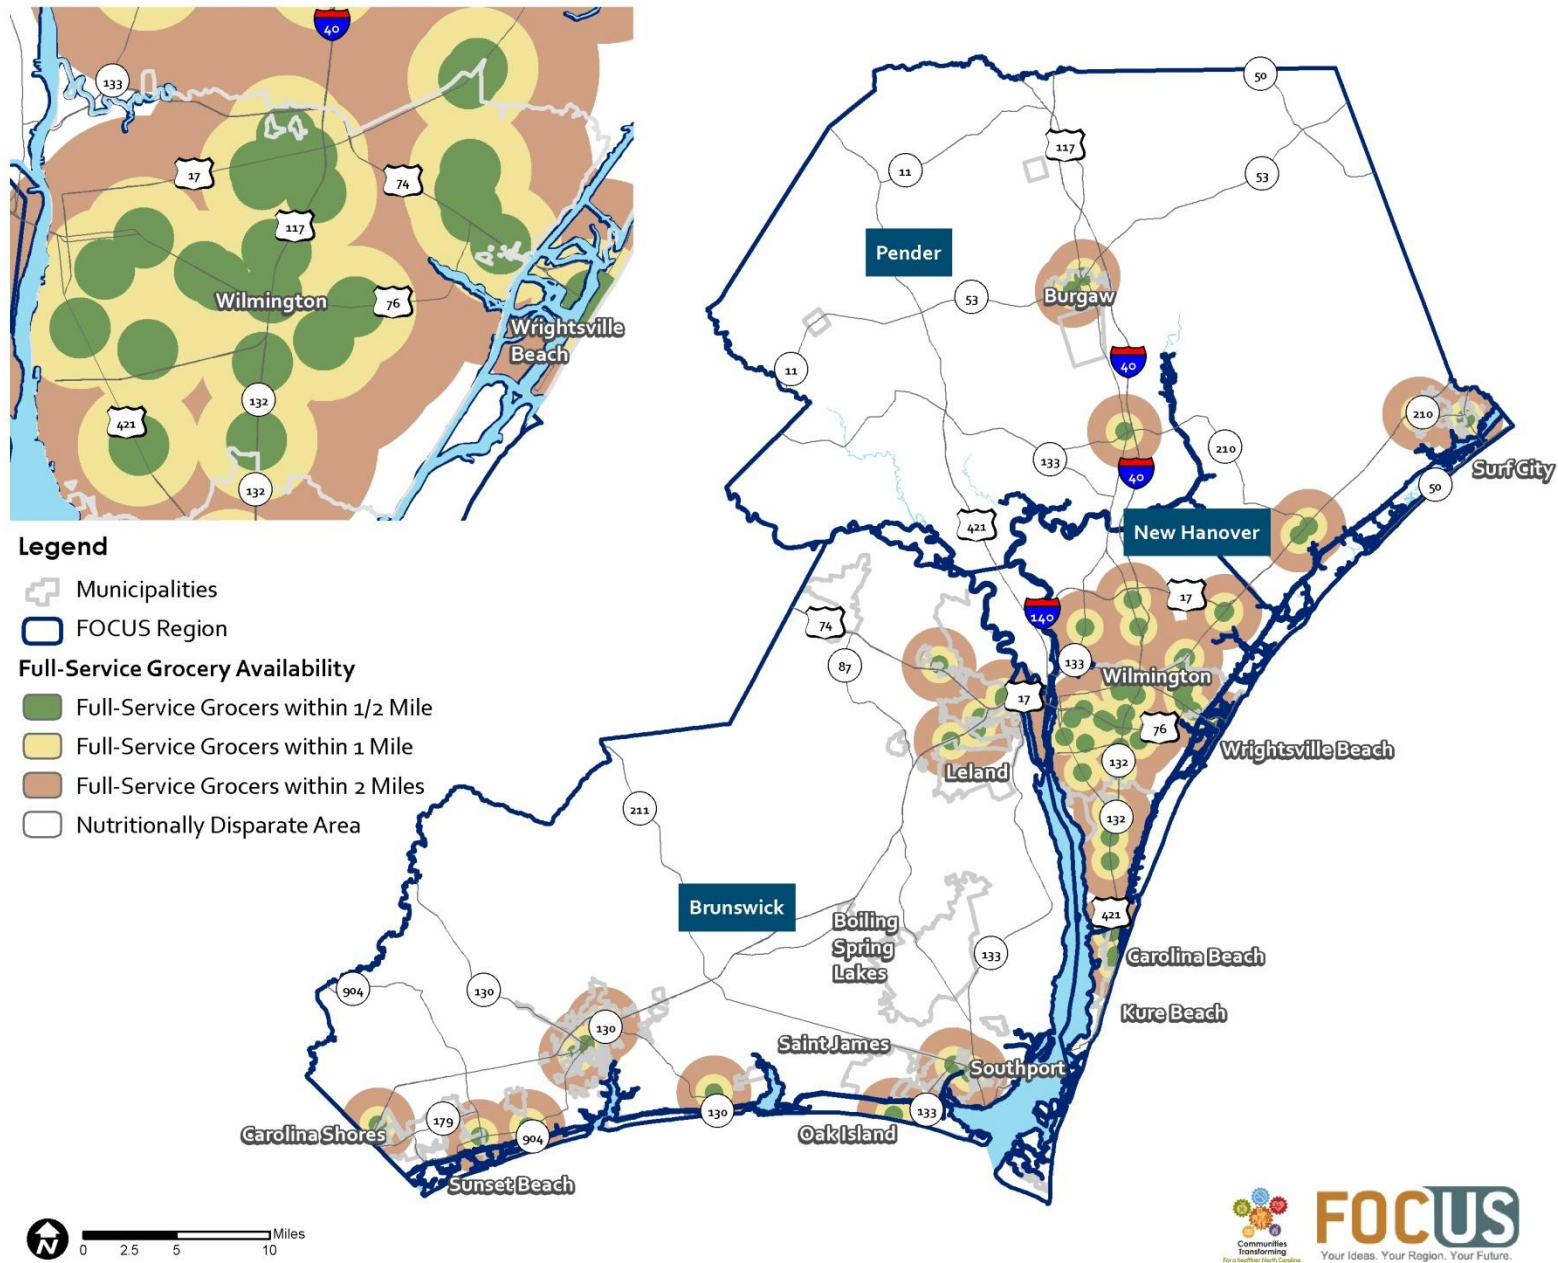 40
133
17
74
117
Wilmington
76
Wrightsville
Beach
132
421
132
Legend
Municipalities
FOCUS Region
Full-Service Grocery Availability
Full-Service Grocers within 1/2 Mile
Full-Service Grocers within 1 Mile
Full-Service Grocers within 2 Miles
Nutritionally Disparate Area
50
117
11
53
Pender
53
Burgaw
11
40
210
133
210
40
Surf City
50
421
New Hanover
17
140
74
133
87
Wilmington
17
76
Wrightsville Beach
132
Leland
211
132
Brunswick
421
Boiling
Spring
Lakes
133
Carolina Beach
904
130
Kure Beach
130
Saint James
Southport
179
130
133
Carolina Shores
904
Oak Island
Sunset Beach
N
Miles
0 2.5 5 10
Communities
Transforming
For a healthier North Carolina
FOCUS
Your Ideas. Your Region. Your Future.